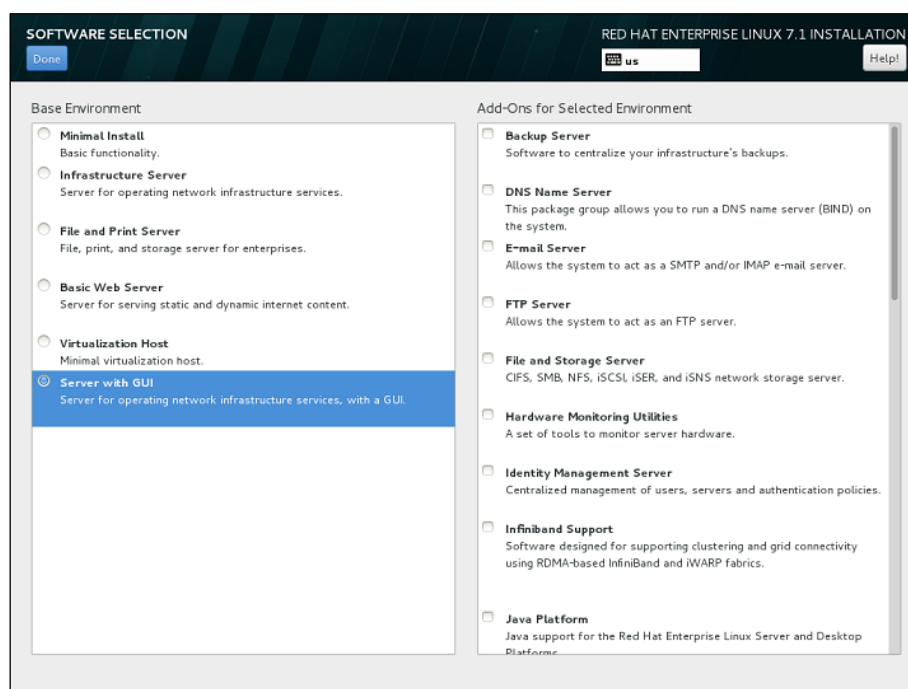 SOFTWARE SELECTION
Done
RED HAT ENTERPRISE LINUX 7.1 INSTALLATION
us
Help!
Base Environment
Minimal Install
Basic functionality.
Infrastructure Server
Server for operating network infrastructure services.
File and Print Server
File, print, and storage server for enterprises.
Basic Web Server
Server for serving static and dynamic internet content.
Virtualization Host
Minimal virtualization host.
Server with GUI
Server for operating network infrastructure services, with a GUI.
Add-Ons for Selected Environment
Backup Server
Software to centralize your infrastructure's backups.
DNS Name Server
This package group allows you to run a DNS name server (BIND) on
the system.
E-mail Server
Allows the system to act as a SMTP and/or IMAP e-mail server.
FTP Server
Allows the system to act as an FTP server.
File and Storage Server
CIFS, SMB, NFS, iSCSI, iSER, and iSNS network storage server.
Hardware Monitoring Utilities
A set of tools to monitor server hardware.
Identity Management Server
Centralized management of users, servers and authentication policies.
Infiniband Support
Software designed for supporting clustering and grid connectivity
using RDMA-based InfiniBand and iWARP fabrics.
Java Platform
Java support for the Red Hat Enterprise Linux Server and Desktop
Platforms.